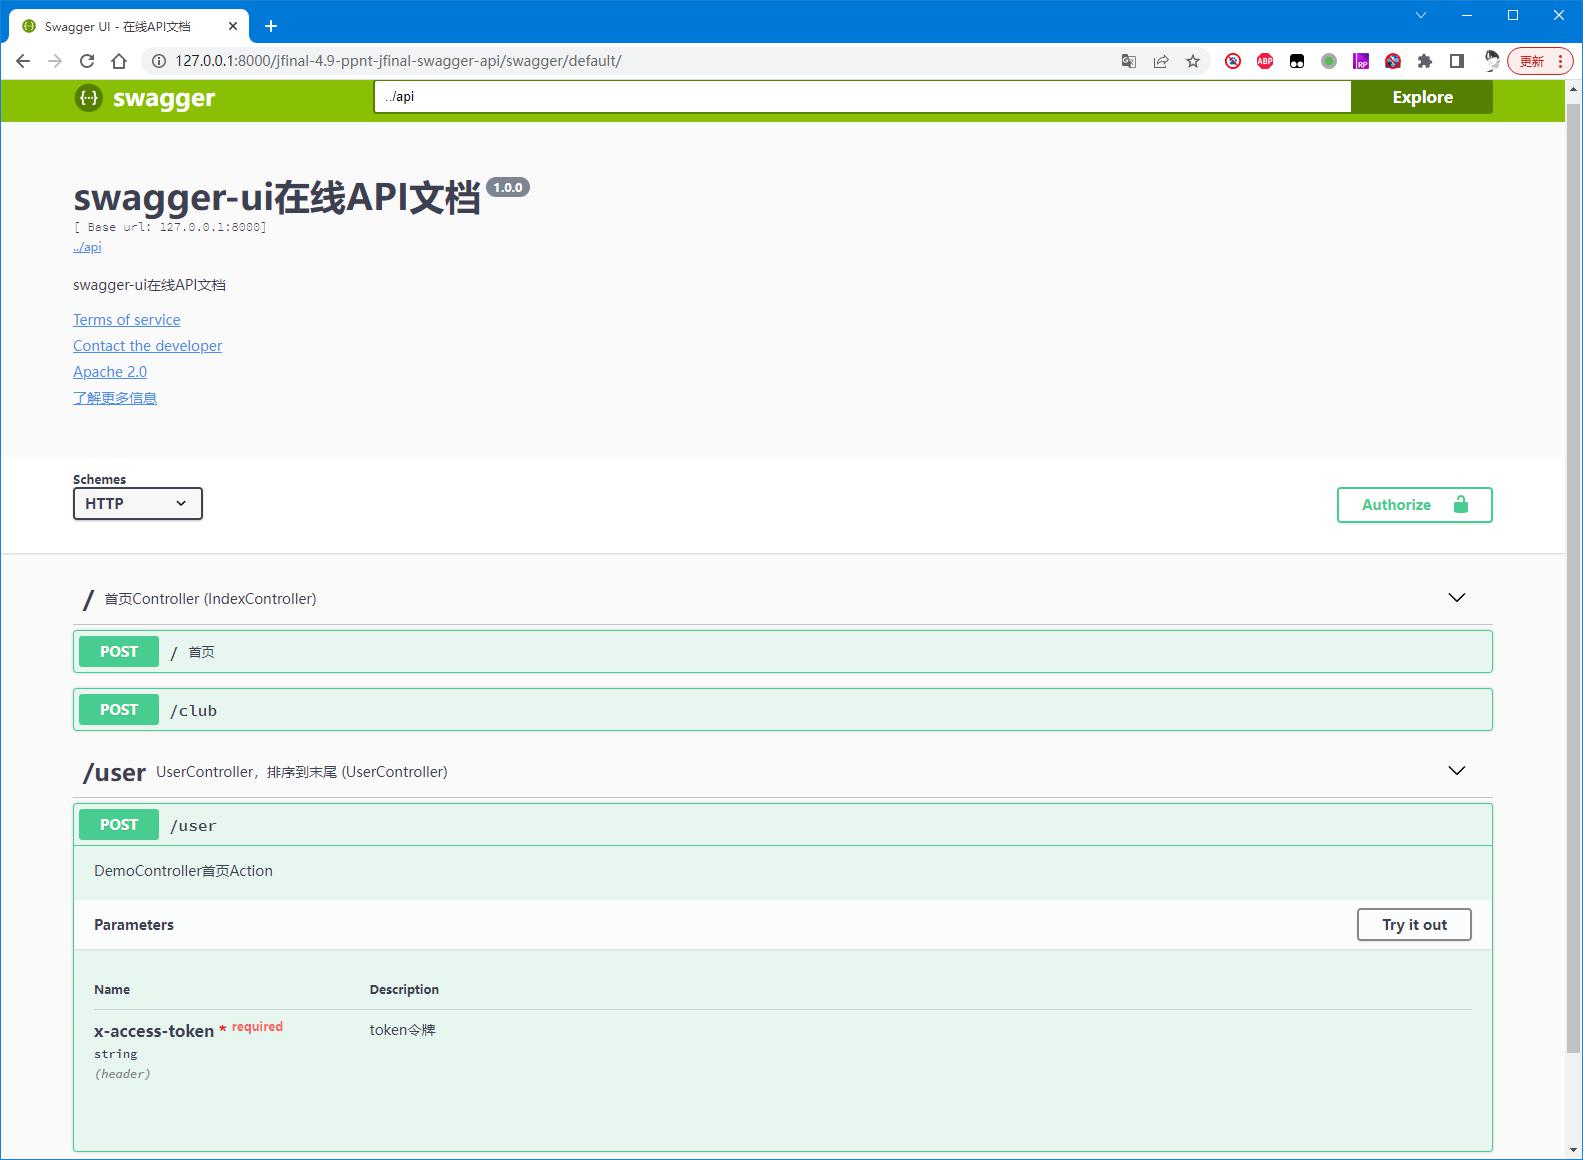 Swagger UI - 在线API文档
127.0.0.1:8000/jfinal-4.9-ppnt-jfinal-swagger-api/swagger/default/
ABP
RP
更新
{··}
swagger
../api
Explore
swagger-ui在线API文档 1.0.0
[ Base url: 127.0.0.1:8000]
../api
swagger-ui在线API文档
Terms of service
Contact the developer
Apache 2.0
了解更多信息
Schemes
HTTP
Authorize
/ 首页Controller (IndexController)
POST / 首页
POST /club
/user UserController，排序到末尾 (UserController)
POST /user
DemoController首页Action
Parameters
Try it out
Name Description
x-access-token * required token令牌
string
(header)